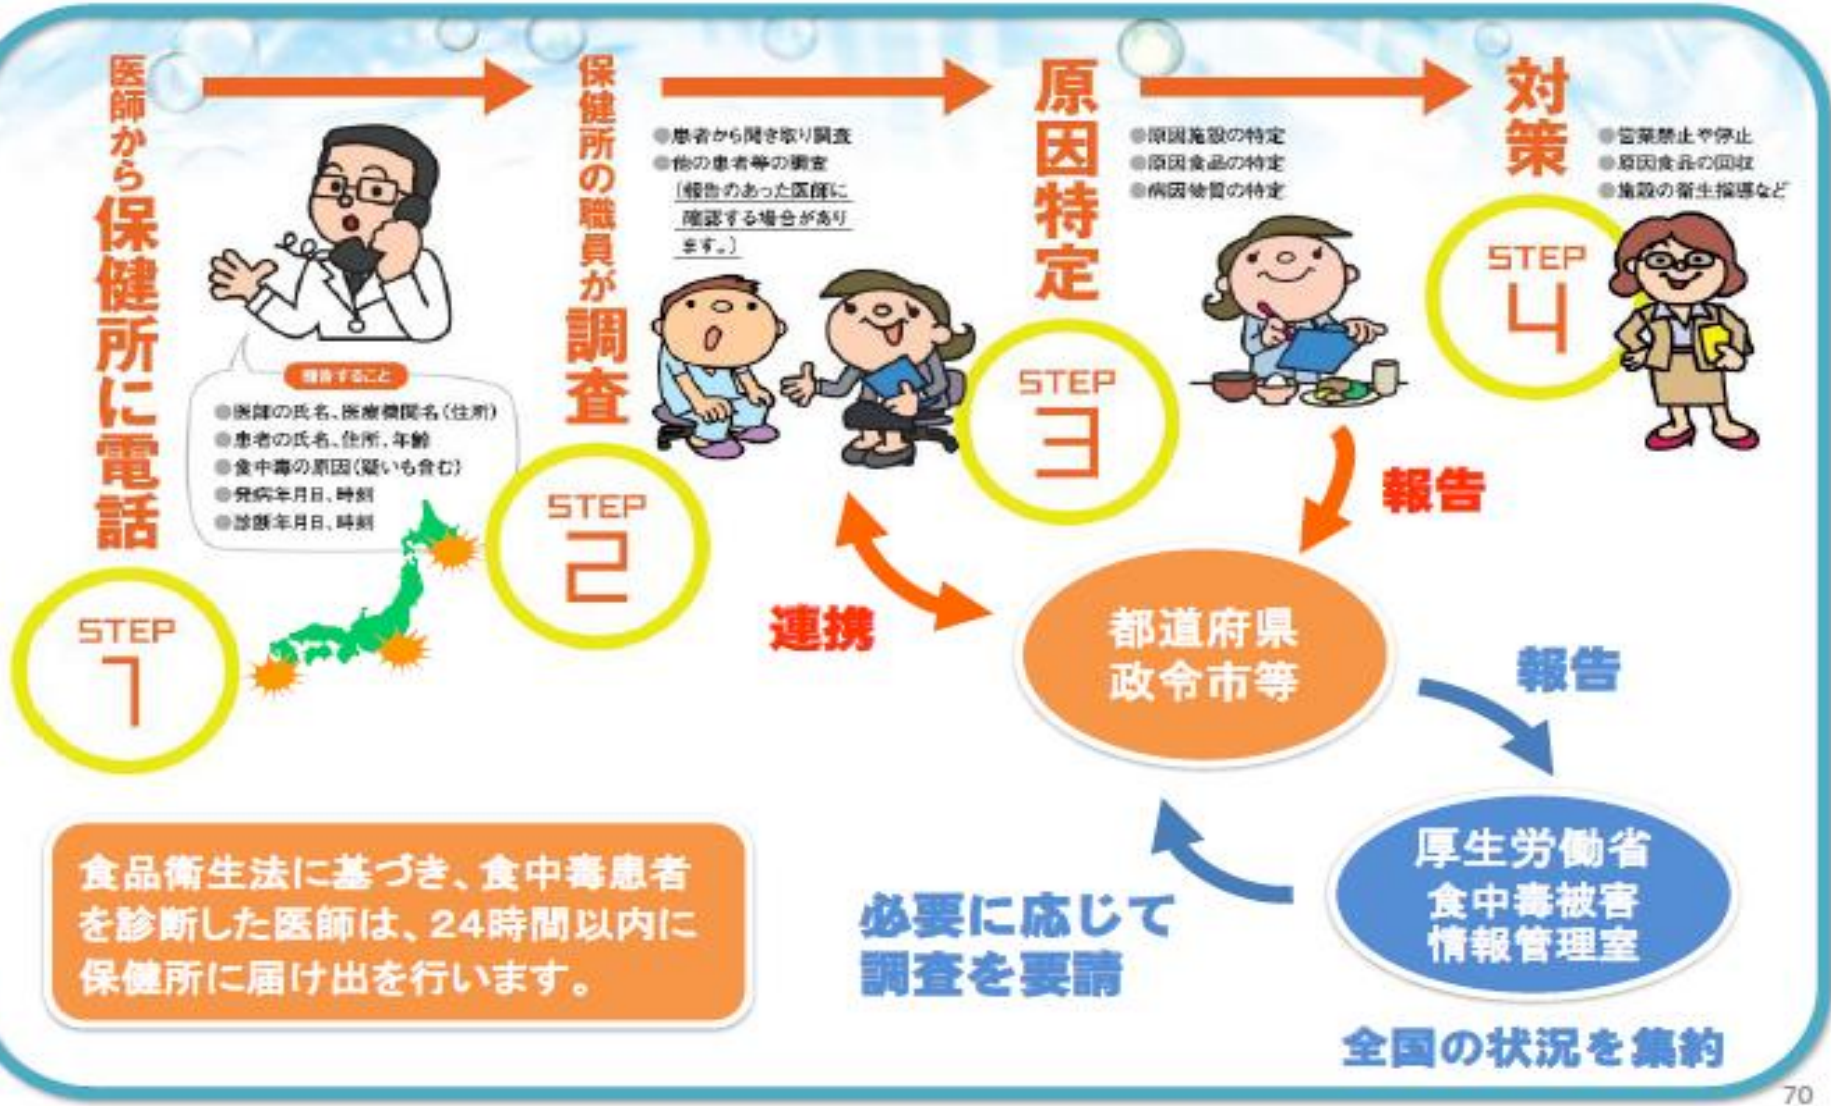 医師から保健所に電話
報告すること
●医師の氏名、医療機関名（住所）
●患者の氏名、住所、年齢
●食中毒の原因（疑いも含む）
●発病年月日、時刻
●診断年月日、時刻
STEP
1
保健所の職員が調査
●患者から聞き取り調査
●他の患者等の調査
（報告のあった医師に
確認する場合があり
ます。）
STEP
2
原因特定
●原因施設の特定
●原因食品の特定
●病因物質の特定
STEP
3
対策
●営業禁止や停止
●原因食品の回収
●施設の衛生指導など
STEP
4
連携
報告
都道府県
政令市等
報告
厚生労働省
食中毒被害
情報管理室
必要に応じて
調査を要請
全国の状況を集約
食品衛生法に基づき、食中毒患者
を診断した医師は、24時間以内に
保健所に届け出を行います。
70